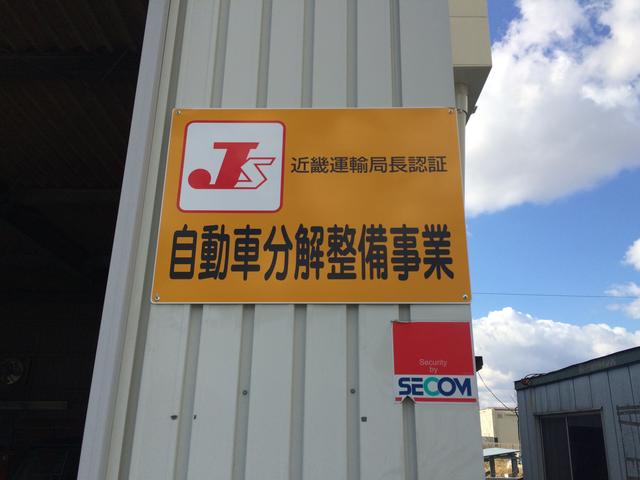 JS
近畿運輸局長認証
自動車分解整備事業
Security
by
SECOM